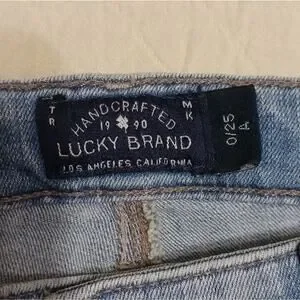 TR
MK
HANDCRAFTED
19 90
LUCKY BRAND
LOS ANGELES, CALIFORNIA
0/25
A